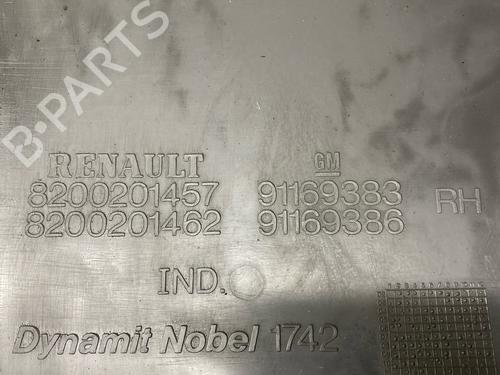 B-PARTS
RENAULT GM
8200201457 91169383 RH
8200201462 91169386
IND.
Dynamit Nobel 1742